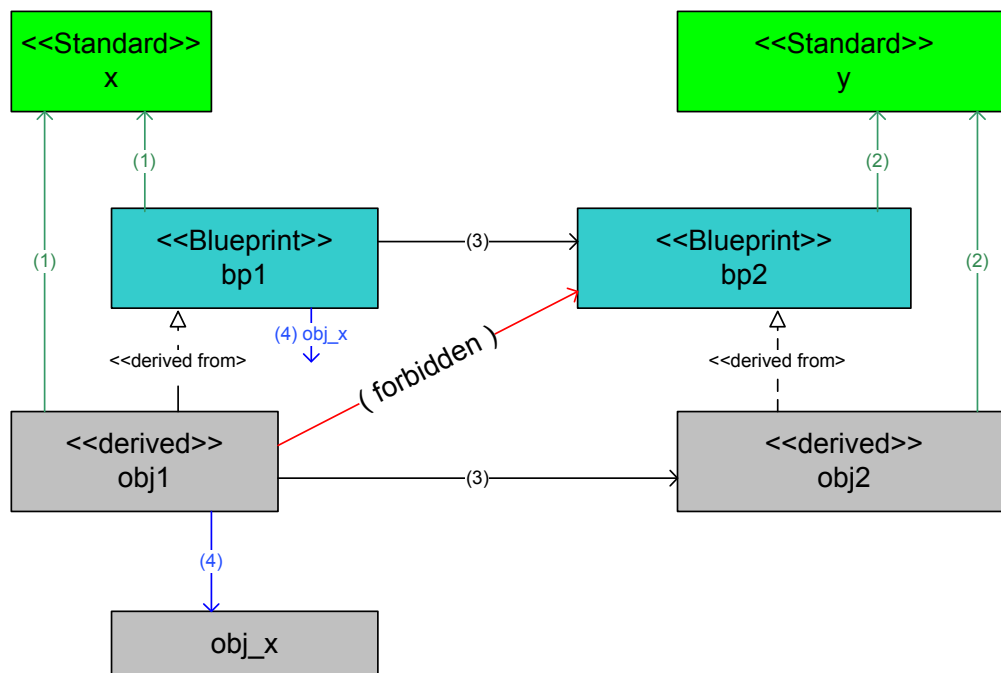 <<Standard>>
x
<<Standard>>
y
(1)
(2)
<<Blueprint>>
bp1
(3)
<<Blueprint>>
bp2
(1)
(2)
(4) obj_x
<<derived from>
( forbidden )
<<derived from>
<<derived>>
obj1
(3)
<<derived>>
obj2
(4)
obj_x